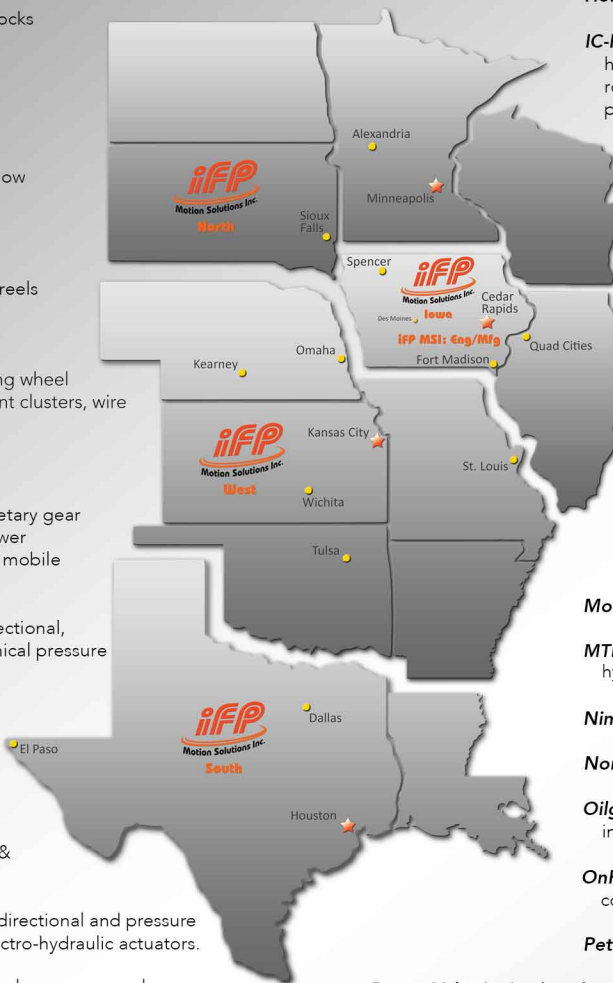 ocks
IC-
h
r
p
ow
reels
ng wheel
nt clusters, wire
etary gear
wer
mobile
ectional,
nical pressure
&
directional and pressure
ctro-hydraulic actuators.
Alexandria
Minneapolis
iFP
Motion Solutions Inc.
North
Sioux
Falls
Spencer
iFP
Motion Solutions Inc.
Iowa
Cedar
Rapids
Des Moines
iFP MSI: Eng/Mfg
Fort Madison
Quad Cities
Omaha
Kearney
Kansas City
iFP
Motion Solutions Inc.
West
Wichita
St. Louis
Tulsa
iFP
Motion Solutions Inc.
South
Dallas
El Paso
Houston
Mo
MT
hy
Nin
No
Oilg
in
On
co
Pet